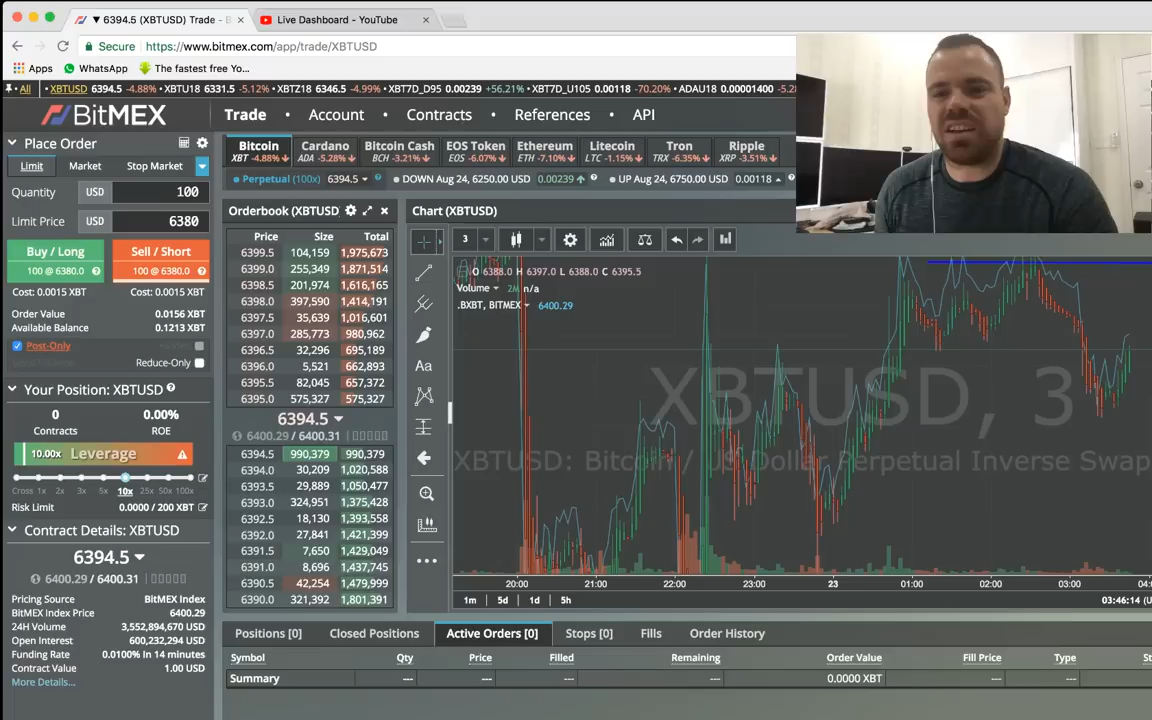 ▼ 6394.5 (XBTUSD) Trade - B
Live Dashboard - YouTube
Secure
https://www.bitmex.com/app/trade/XBTUSD
Apps
WhatsApp
The fastest free Yo...
All
XBTUSD 6394.5 -4.88% • XBTU18 6331.5 -5.12% • XBTZ18 6346.5 -4.99% • XBT7D_D95 0.00239 +56.21% • XBT7D_U105 0.00118 -70.20% • ADAU18 0.00001400 -5.28
BitMEX
Trade
Account
Contracts
References
API
Place Order
Limit
Market
Stop Market
Quantity
USD
100
Limit Price
USD
6380
Buy / Long
100 @ 6380.0
Sell / Short
100 @ 6380.0
Cost: 0.0015 XBT
Cost: 0.0015 XBT
Order Value
0.0156 XBT
Available Balance
0.1213 XBT
Post-Only
Reduce-Only
Your Position: XBTUSD
0
0.00%
Contracts
ROE
10.00x
Leverage
Cross 1x 2x 3x 5x 10x 25x 50x 100x
Risk Limit
0.0000 / 200 XBT
Contract Details: XBTUSD
6394.5
6400.29 / 6400.31
Pricing Source
BitMEX Index
BitMEX Index Price
6400.29
24H Volume
3,552,894,670 USD
Open Interest
600,232,294 USD
Funding Rate
0.0100% In 14 minutes
Contract Value
1.00 USD
More Details...
Bitcoin
XBT -4.88%
Cardano
ADA -5.28%
Bitcoin Cash
BCH -3.21%
EOS Token
EOS -6.07%
Ethereum
ETH -7.10%
Litecoin
LTC -1.15%
Tron
TRX -6.35%
Ripple
XRP -3.51%
Perpetual (100x) 6394.5
DOWN Aug 24, 6250.00 USD 0.00239
UP Aug 24, 6750.00 USD 0.00118
Orderbook (XBTUSD
Price Size Total
6399.5 104,159 1,975,673
6399.0 255,349 1,871,514
6398.5 201,974 1,616,165
6398.0 397,590 1,414,191
6397.5 35,639 1,016,601
6397.0 285,773 980,962
6396.5 32,296 695,189
6396.0 5,521 662,893
6395.5 82,045 657,372
6395.0 575,327 575,327
6394.5
6400.29 / 6400.31
6394.5 990,379 990,379
6394.0 30,209 1,020,588
6393.5 29,889 1,050,477
6393.0 324,951 1,375,428
6392.5 18,130 1,393,558
6392.0 27,841 1,421,399
6391.5 7,650 1,429,049
6391.0 8,696 1,437,745
6390.5 42,254 1,479,999
6390.0 321,392 1,801,391
Chart (XBTUSD)
3
O 6388.0 H 6397.0 L 6388.0 C 6395.5
Volume
2M n/a
.BXBT, BITMEX
6400.29
Aa
XBTUSD, 3
XBTUSD: Bitcoin / US Dollar Perpetual Inverse Swap
20:00 21:00 22:00 23:00 23 01:00 02:00 03:00 04:0
1m 5d 1d 5h
03:46:14 (U
Positions [0]
Closed Positions
Active Orders [0]
Stops [0]
Fills
Order History
Symbol Qty Price Filled Remaining Order Value Fill Price Type St
Summary --- --- --- --- 0.0000 XBT --- ---